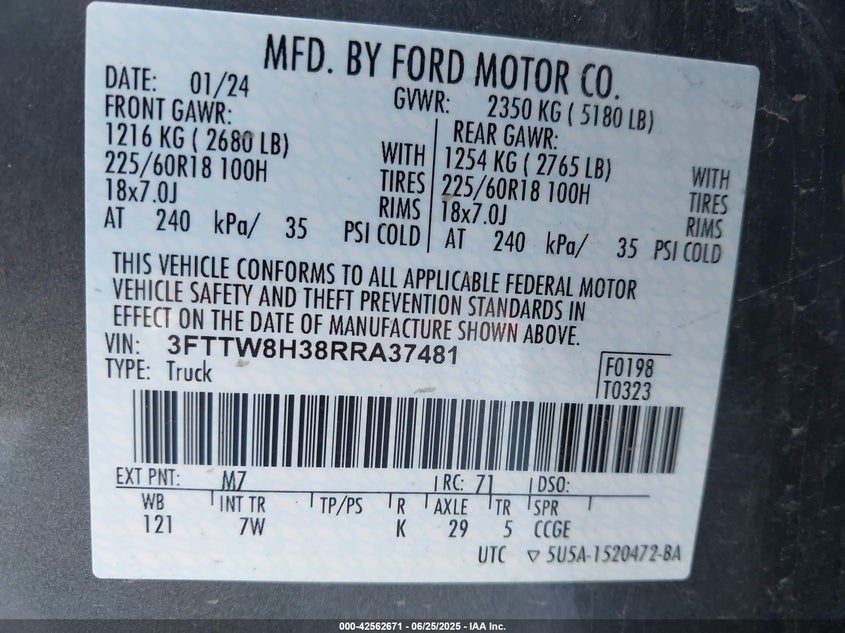 MFD. BY FORD MOTOR CO.
DATE: 01/24
GVWR: 2350 KG ( 5180 LB)
FRONT GAWR:
1216 KG ( 2680 LB) WITH
225/60R18 100H TIRES
18x7.0J RIMS
AT 240 kPa/ 35 PSI COLD
REAR GAWR:
1254 KG ( 2765 LB) WITH
225/60R18 100H TIRES
18x7.0J RIMS
AT 240 kPa/ 35 PSI COLD
THIS VEHICLE CONFORMS TO ALL APPLICABLE FEDERAL MOTOR
VEHICLE SAFETY AND THEFT PREVENTION STANDARDS IN
EFFECT ON THE DATE OF MANUFACTURE SHOWN ABOVE.
VIN: 3FTTW8H38RRA37481
TYPE: Truck
F0198
T0323
EXT PNT: M7 RC: 71 DSO:
WB INT TR TP/PS R AXLE TR SPR
121 7W K 29 5 CCGE
UTC ▽ 5U5A-1520472-BA
000-42562671 - 06/25/2025 - IAA Inc.